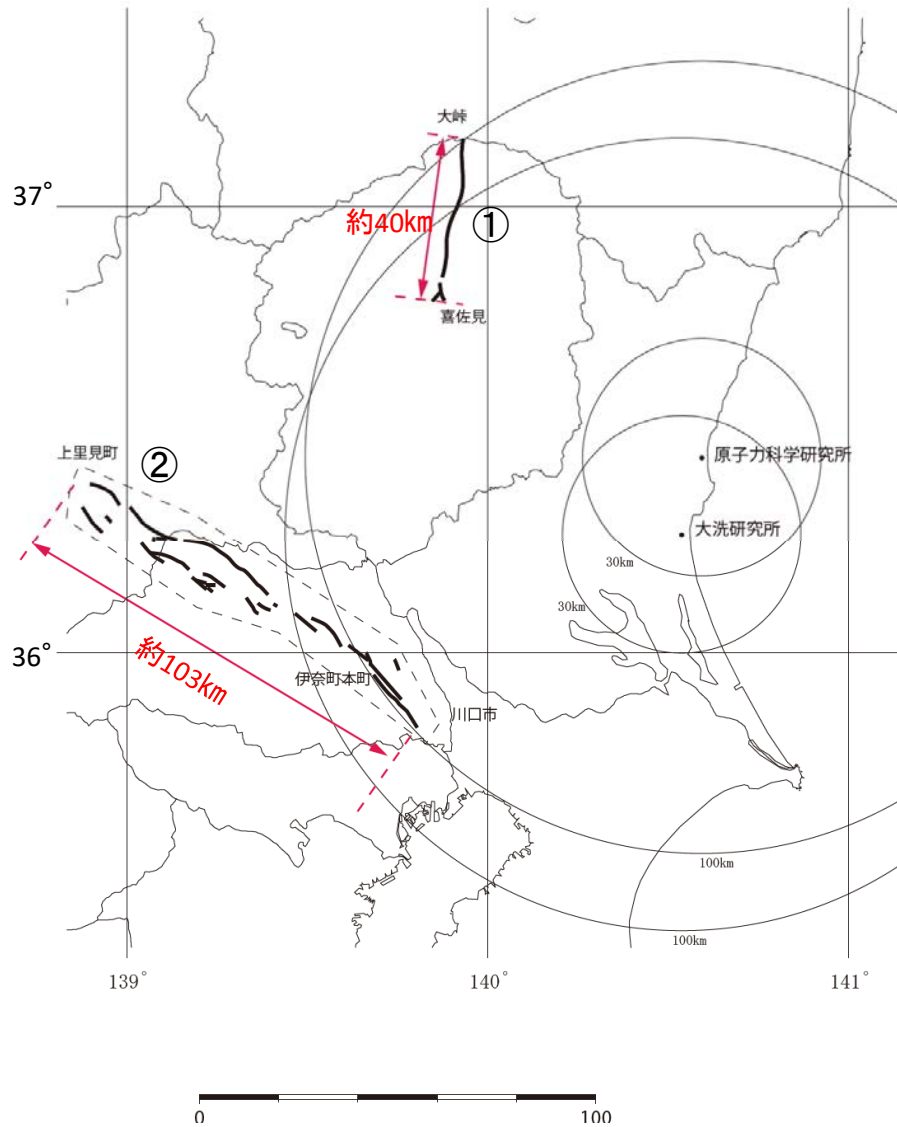 大峠
37°
約40㎞
①
喜佐見
上里見町
②
原子力科学研究所
大洗研究所
30km
30km
36°
約103㎞
伊奈町本町
川口市
100km
100km
139°
140°
141°
0
100